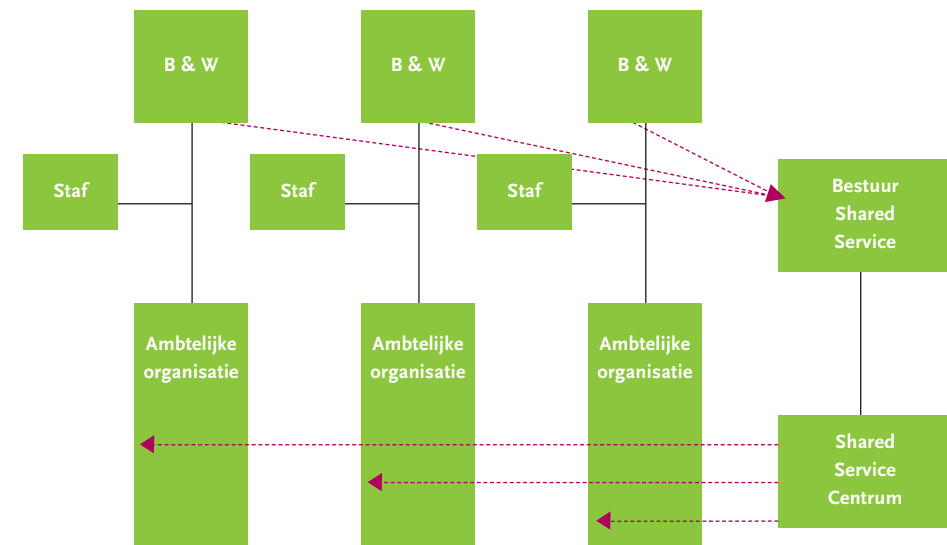 B & W
B & W
B & W
Staf
Staf
Staf
Bestuur
Shared
Service
Ambtelijke
organisatie
Ambtelijke
organisatie
Ambtelijke
organisatie
Shared
Service
Centrum